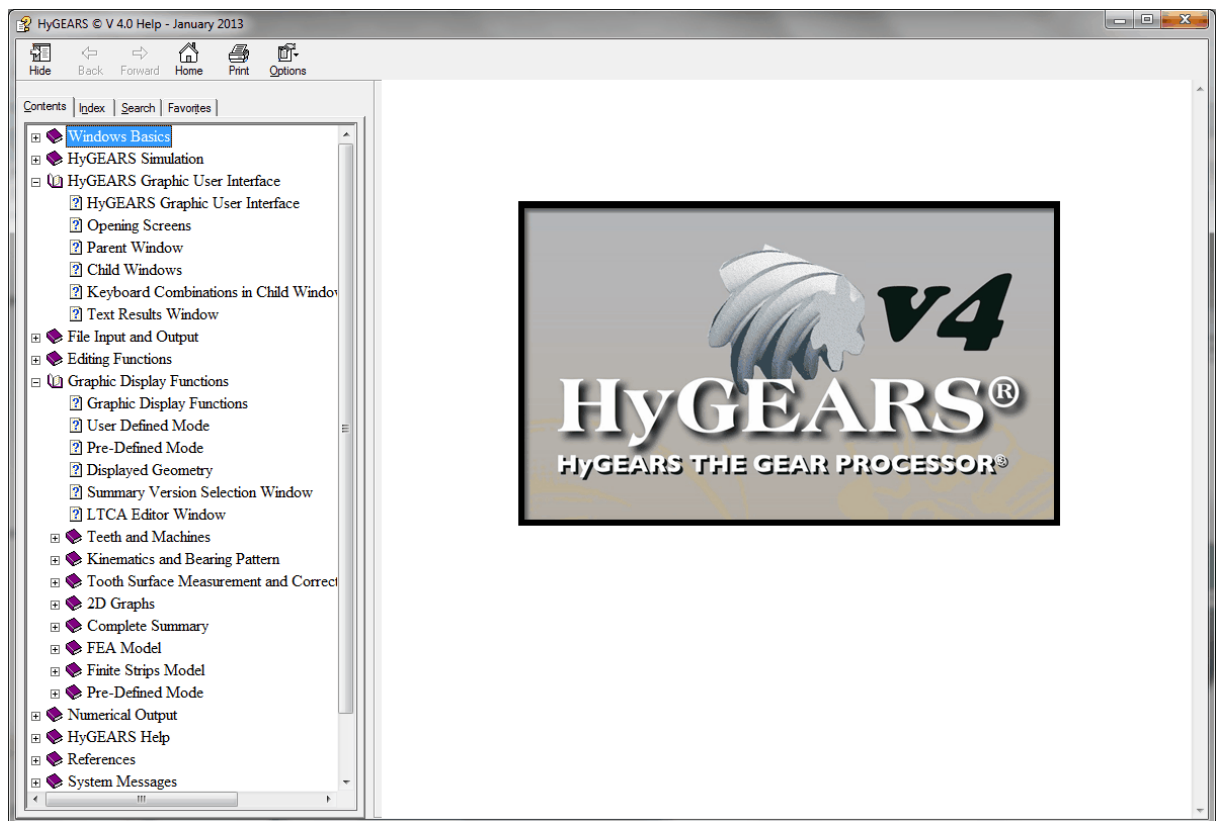 HyGEARS © V 4.0 Help - January 2013
Hide Back Forward Home Print Options
Contents Index Search Favorites
Windows Basics
HyGEARS Simulation
HyGEARS Graphic User Interface
HyGEARS Graphic User Interface
Opening Screens
Parent Window
Child Windows
Keyboard Combinations in Child Window
Text Results Window
File Input and Output
Editing Functions
Graphic Display Functions
Graphic Display Functions
User Defined Mode
Pre-Defined Mode
Displayed Geometry
Summary Version Selection Window
LTCA Editor Window
Teeth and Machines
Kinematics and Bearing Pattern
Tooth Surface Measurement and Correct
2D Graphs
Complete Summary
FEA Model
Finite Strips Model
Pre-Defined Mode
Numerical Output
HyGEARS Help
References
System Messages
V4
HyGEARS®
HyGEARS THE GEAR PROCESSOR®